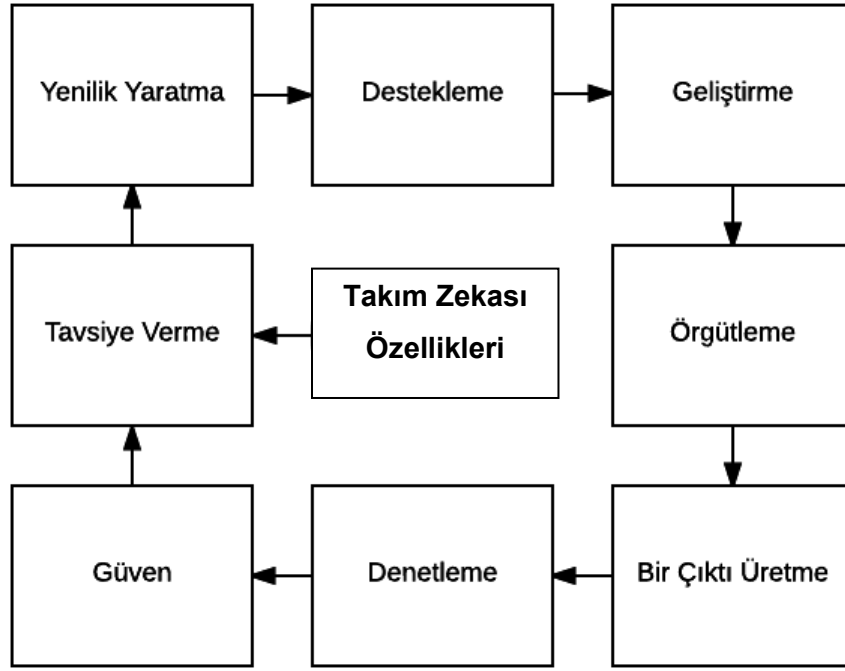 Yenilik Yaratma
Destekleme
Geliştirme
Tavsiye Verme
Takım Zekası
Özellikleri
Örgütleme
Güven
Denetleme
Bir Çıktı Üretme